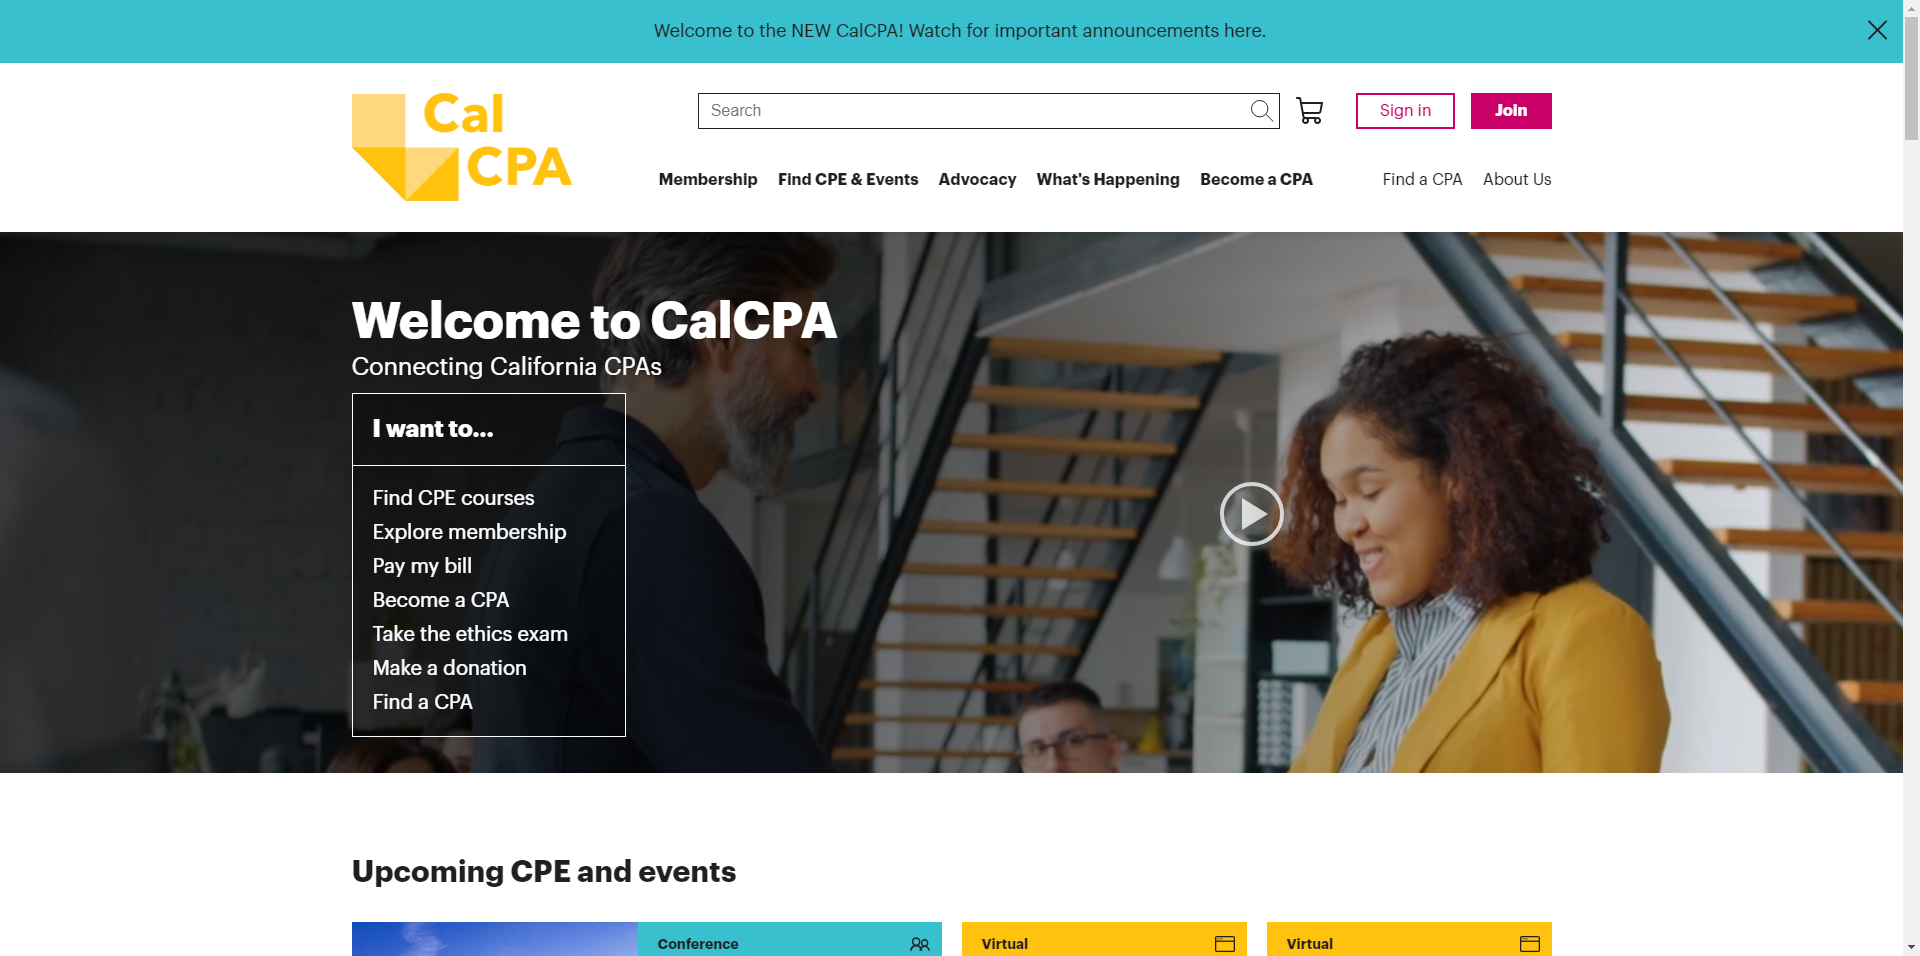 Welcome to the NEW CalCPA! Watch for important announcements here.
Cal
CPA
Search
Sign in
Join
Membership
Find CPE & Events
Advocacy
What's Happening
Become a CPA
Find a CPA
About Us
Welcome to CalCPA
Connecting California CPAs
I want to...
Find CPE courses
Explore membership
Pay my bill
Become a CPA
Take the ethics exam
Make a donation
Find a CPA
Upcoming CPE and events
Conference
Virtual
Virtual